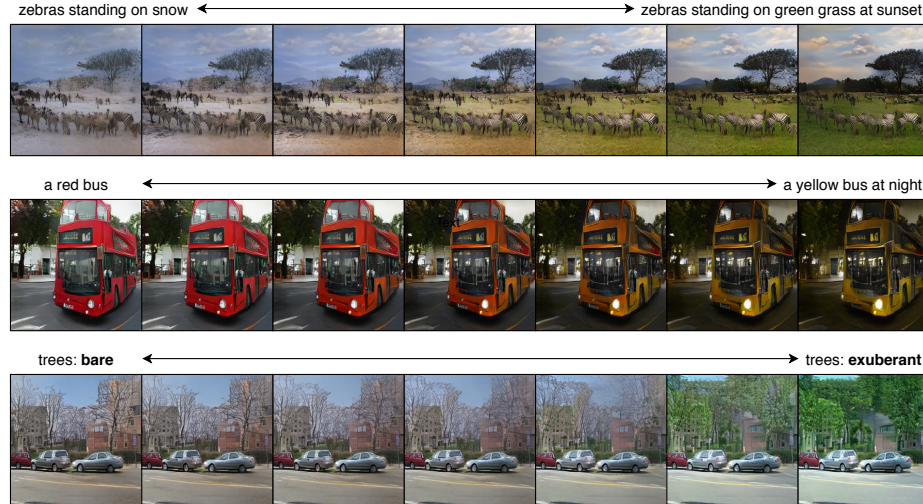 zebras standing on snow
zebras standing on green grass at sunset
a red bus
a yellow bus at night
text
trees: bare
trees: exuberant